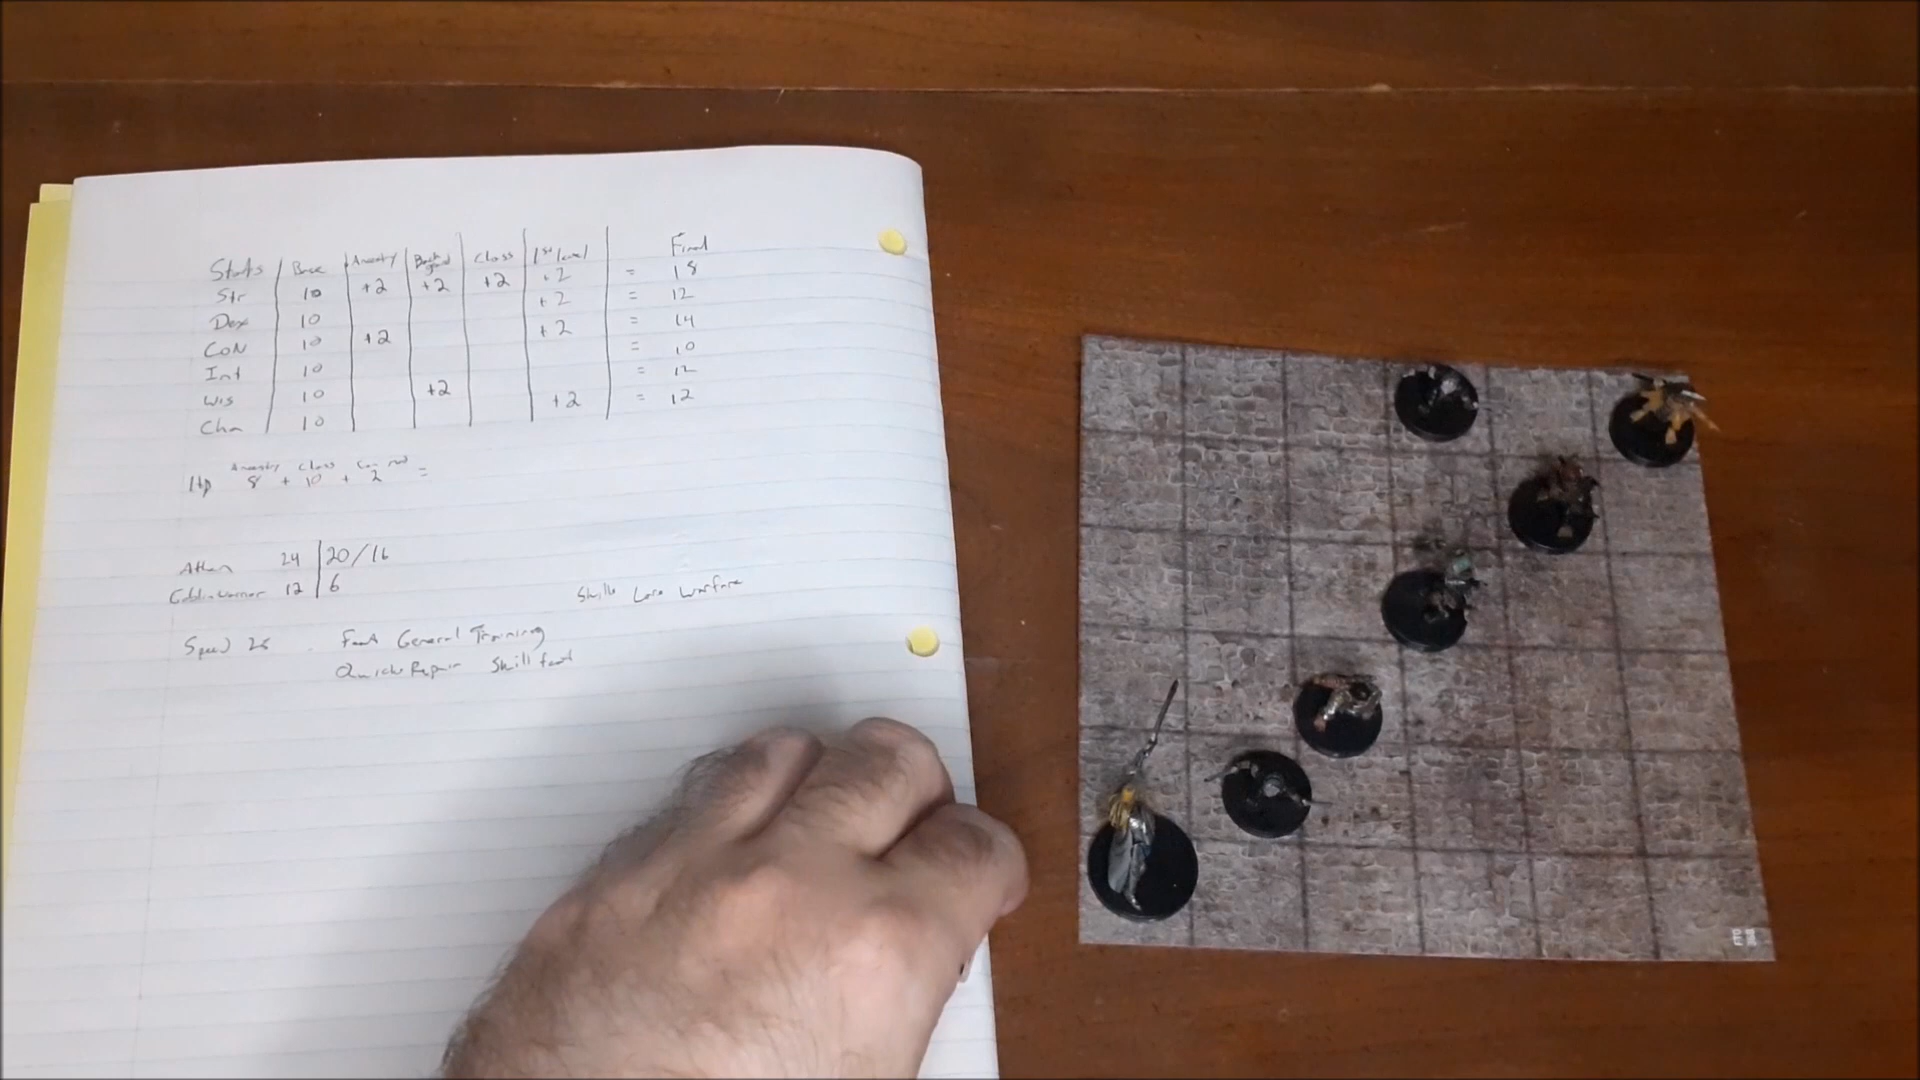 Stats Base Ancestry Back ground Class 1st level Final
Str 10 +2 +2 +2 +2 = 18
Dex 10 +2 = 12
CoN 10 +2 +2 = 14
Int 10 = 10
Wis 10 +2 = 12
Cha 10 +2 = 12
Ancestry Class Con mod
Hp 8 + 10 + 2 =
24 20/16
Goblin Warrior 12 6
Skills Lore Warfare
Speed 25 Feat General Training
Quick Repair Skill feat